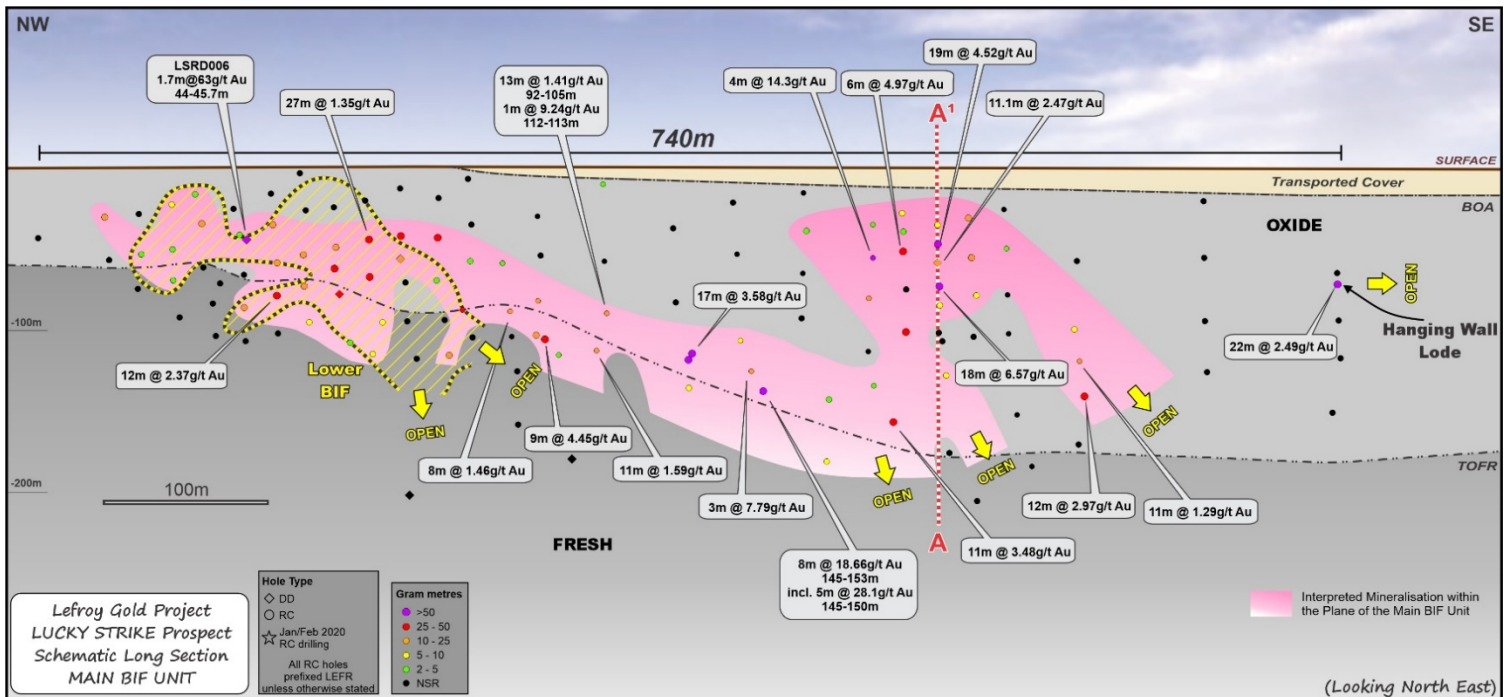 NW
SE
LSRD006
1.7m@63g/t Au
44-45.7m
27m @ 1.35g/t Au
13m @ 1.41g/t Au
92-105m
1m @ 9.24g/t Au
112-113m
4m @ 14.3g/t Au
6m @ 4.97g/t Au
19m @ 4.52g/t Au
11.1m @ 2.47g/t Au
A¹
740m
SURFACE
Transported Cover
BOA
OXIDE
OPEN
Hanging Wall
Lode
22m @ 2.49g/t Au
17m @ 3.58g/t Au
18m @ 6.57g/t Au
-100m
12m @ 2.37g/t Au
Lower
BIF
OPEN
OPEN
8m @ 1.46g/t Au
9m @ 4.45g/t Au
11m @ 1.59g/t Au
3m @ 7.79g/t Au
8m @ 18.66g/t Au
145-153m
incl. 5m @ 28.1g/t Au
145-150m
OPEN
OPEN
OPEN
12m @ 2.97g/t Au
11m @ 1.29g/t Au
11m @ 3.48g/t Au
A
TOFR
-200m
100m
FRESH
Lefroy Gold Project
LUCKY STRIKE Prospect
Schematic Long Section
MAIN BIF UNIT
Hole Type
DD
RC
Jan/Feb 2020
RC drilling
All RC holes
prefixed LEFR
unless otherwise stated
Gram metres
>50
25 - 50
10 - 25
5 - 10
2 - 5
NSR
Interpreted Mineralisation within
the Plane of the Main BIF Unit
(Looking North East)